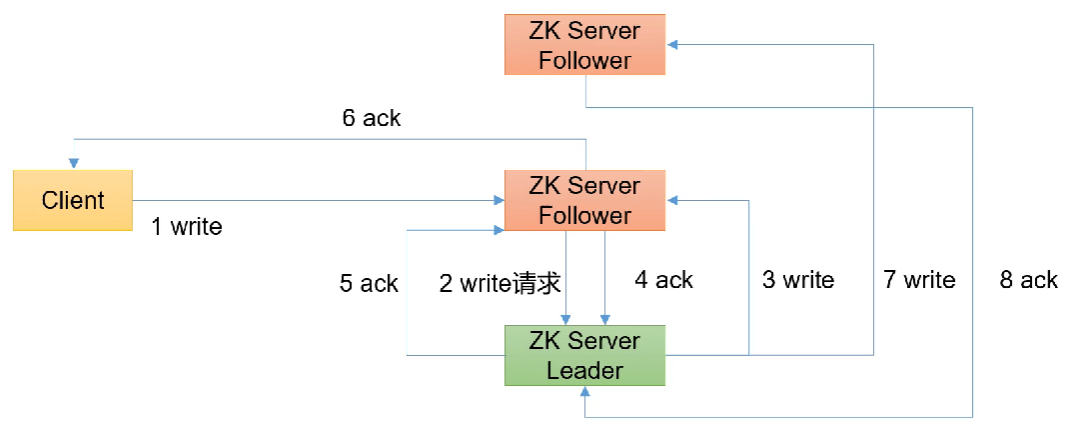 ZK Server
Follower
6 ack
Client
1 write
ZK Server
Follower
5 ack
2 write请求
4 ack
3 write
7 write
8 ack
ZK Server
Leader